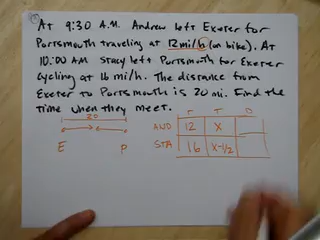 At 9:30 A.M. Andrew left Exeter for
Portsmouth traveling at 12mi/h (on bike). At
10:00 AM Stacy left Portsmouth for Exeter
cycling at 16 mi/h. The distance from
Exeter to Portsmouth is 20 mi. Find the
time when they meet.
20
E P
r T D
AND 12 X
STA 16 X-1/2